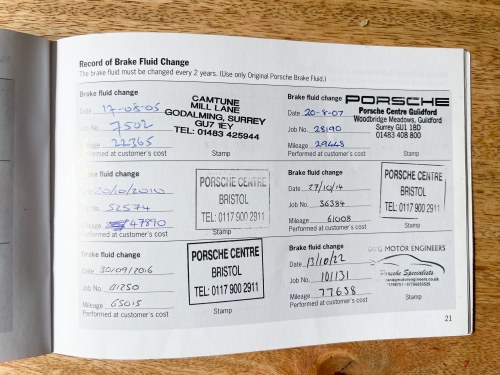 Record of Brake Fluid Change
The brake fluid must be changed every 2 years. (Use only Original Porsche Brake Fluid.)
Brake fluid change
Date 17-08-05
Job No. 7502
Mileage 22365
Performed at customer's cost
CAMTUNE
MILL LANE
GODALMING, SURREY
GU7 1EY
TEL: 01483 425944
Stamp
Brake fluid change
Date 20-8-07
Job No. 28190
Mileage 29448
Performed at customer's cost
PORSCHE
Porsche Centre Guildford
Woodbridge Meadows, Guildford
Surrey GU1 1BD
01483 408 800
Stamp
Brake fluid change
Date 20/10/2010
Job No. 52574
Mileage 47890
Performed at customer's cost
PORSCHE CENTRE
BRISTOL
TEL: 0117 900 2911
Stamp
Brake fluid change
Date 27/10/14
Job No. 36384
Mileage 61008
Performed at customer's cost
PORSCHE CENTRE
BRISTOL
TEL: 0117 900 2911
Stamp
Brake fluid change
Date 30/09/2016
Job No. 61250
Mileage 65015
Performed at customer's cost
PORSCHE CENTRE
BRISTOL
TEL: 0117 900 2911
Stamp
Brake fluid change
Date 13/10/22
Job No. 101131
Mileage 77638
Performed at customer's cost
MOTOR ENGINEERS
Porsche Specialists
Stamp
21